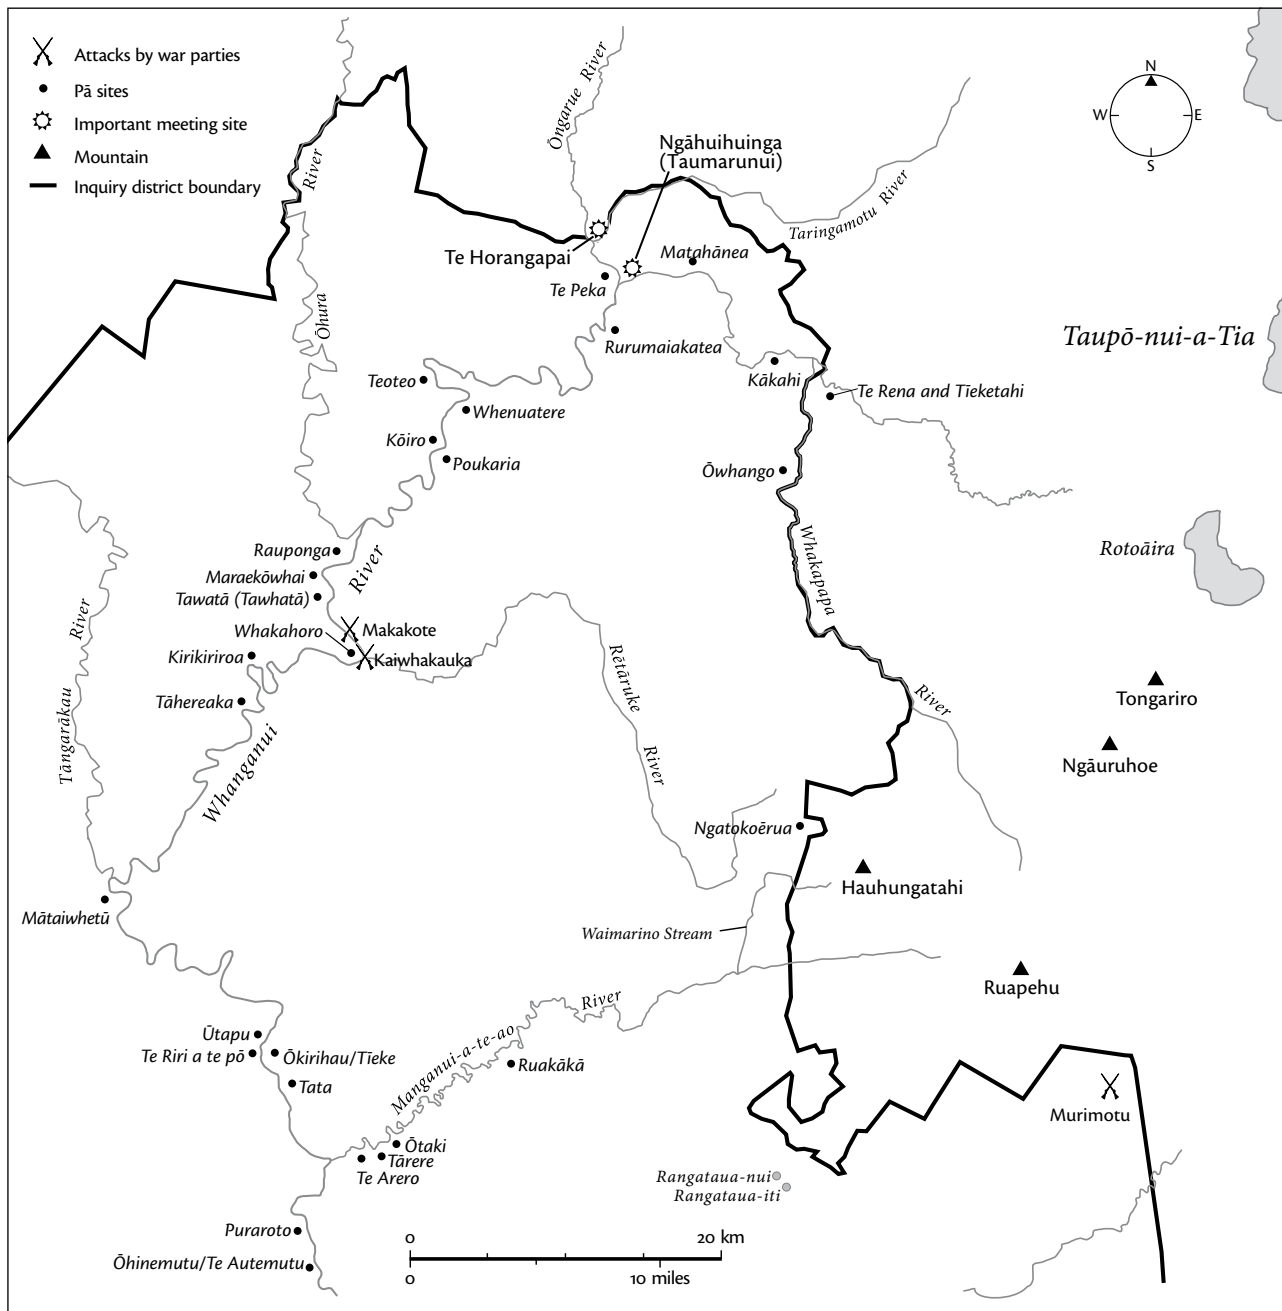 Attacks by war parties
Pā sites
Important meeting site
Mountain
Inquiry district boundary
N
W
E
S
Ōngarue River
River
Ōhura
Ngāhuihuinga
(Taumarunui)
Taringamotu River
Te Horangapai
Matahānea
Te Peka
Rurumaiakatea
Taupō-nui-a-Tia
Kākahi
Te Rena and Tīeketahi
Teoteo
Whenuatere
Kōiro
Poukaria
Ōwhango
Whakapapa
River
Rotoāira
Rauponga
Maraekōwhai
Tawatā (Tawhatā)
River
Whakahoro
Makakote
Kaiwhakauka
Kirikiriroa
Tāhereaka
Whanganui
Tāngarākau
River
Rētāruke
River
Tongariro
Ngāuruhoe
Ngatokoērua
Hauhungatahi
Mātaiwhetū
Waimarino Stream
Ruapehu
Manganui-a-te-ao
River
Ūtapu
Te Riri a te pō
Ōkirihau/Tīeke
Tata
Ruakākā
Murimotu
Ōtaki
Tārere
Te Arero
Rangataua-nui
Rangataua-iti
Puraroto
Ōhinemutu/Te Autemutu
0
20 km
0
10 miles